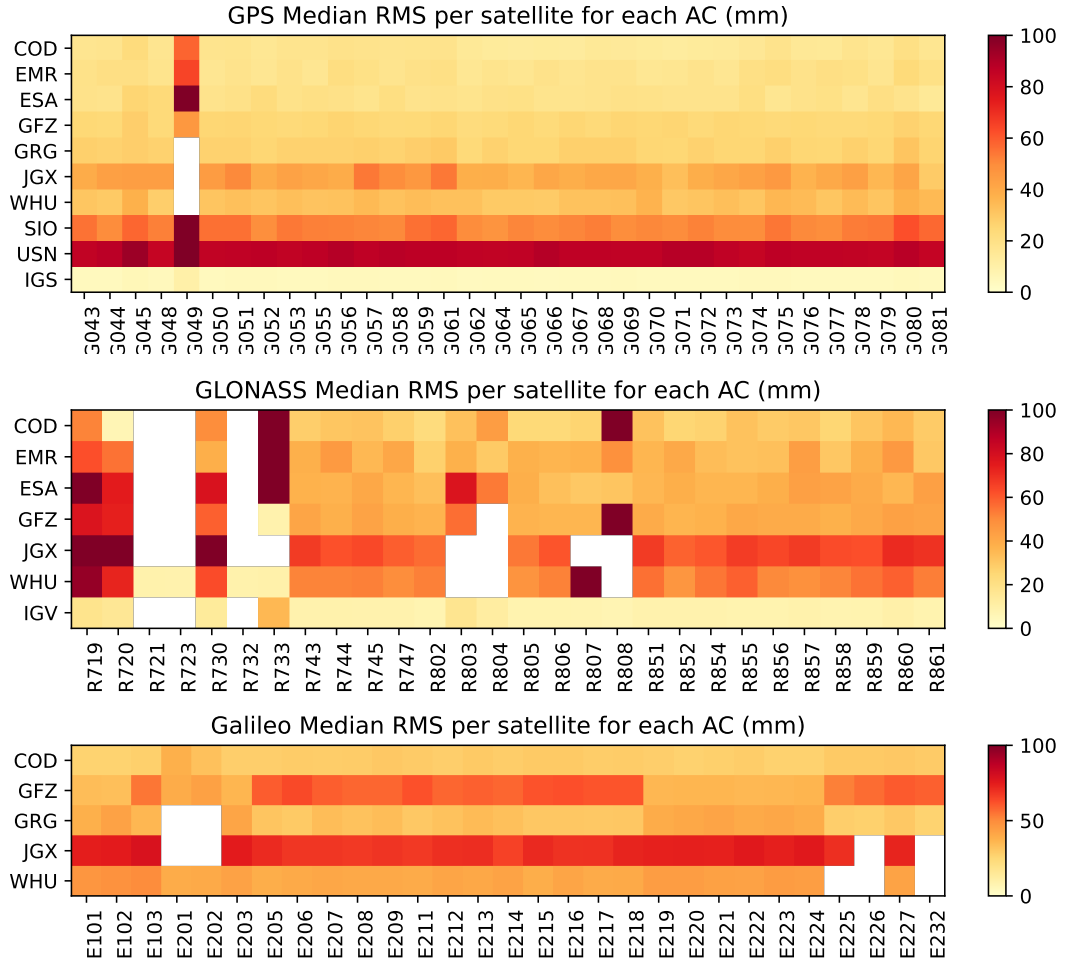 GPS Median RMS per satellite for each AC (mm)
COD
EMR
ESA
GFZ
GRG
JGX
WHU
SIO
USN
IGS
G043 G044 G045 G048 G049 G050 G051 G052 G053 G055 G056 G057 G058 G059 G061 G062 G064 G065 G066 G067 G068 G069 G070 G071 G072 G073 G074 G075 G076 G077 G078 G079 G080 G081
100
80
60
40
20
0
GLONASS Median RMS per satellite for each AC (mm)
COD
EMR
ESA
GFZ
JGX
WHU
IGV
R719 R720 R721 R723 R730 R732 R733 R743 R744 R745 R747 R802 R803 R804 R805 R806 R807 R808 R851 R852 R854 R855 R856 R857 R858 R859 R860 R861
100
80
60
40
20
0
Galileo Median RMS per satellite for each AC (mm)
COD
GFZ
GRG
JGX
WHU
E101 E102 E103 E201 E202 E203 E205 E206 E207 E208 E209 E211 E212 E213 E214 E215 E216 E217 E218 E219 E220 E221 E222 E223 E224 E225 E226 E227 E232
100
50
0